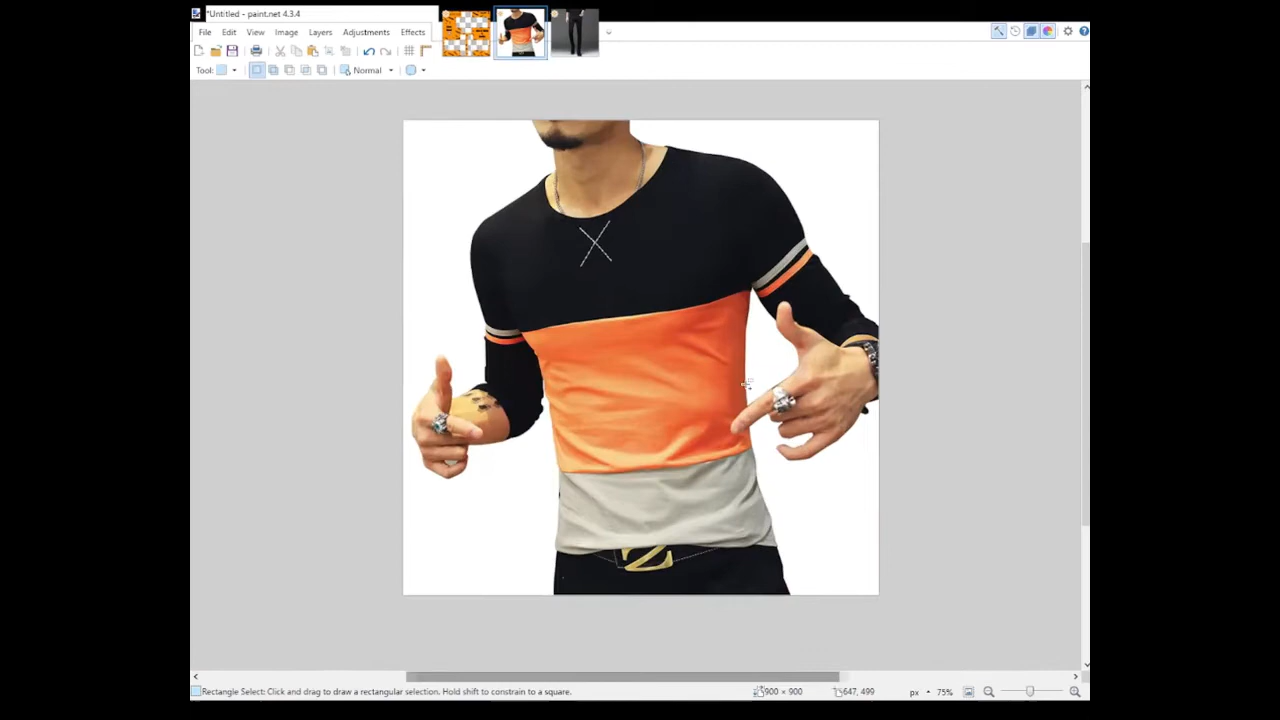 *Untitled - paint.net 4.3.4
File Edit View Image Layers Adjustments Effects
Tool: Normal
Rectangle Select: Click and drag to draw a rectangular selection. Hold shift to constrain to a square. 900 × 900 647, 499 px 75%